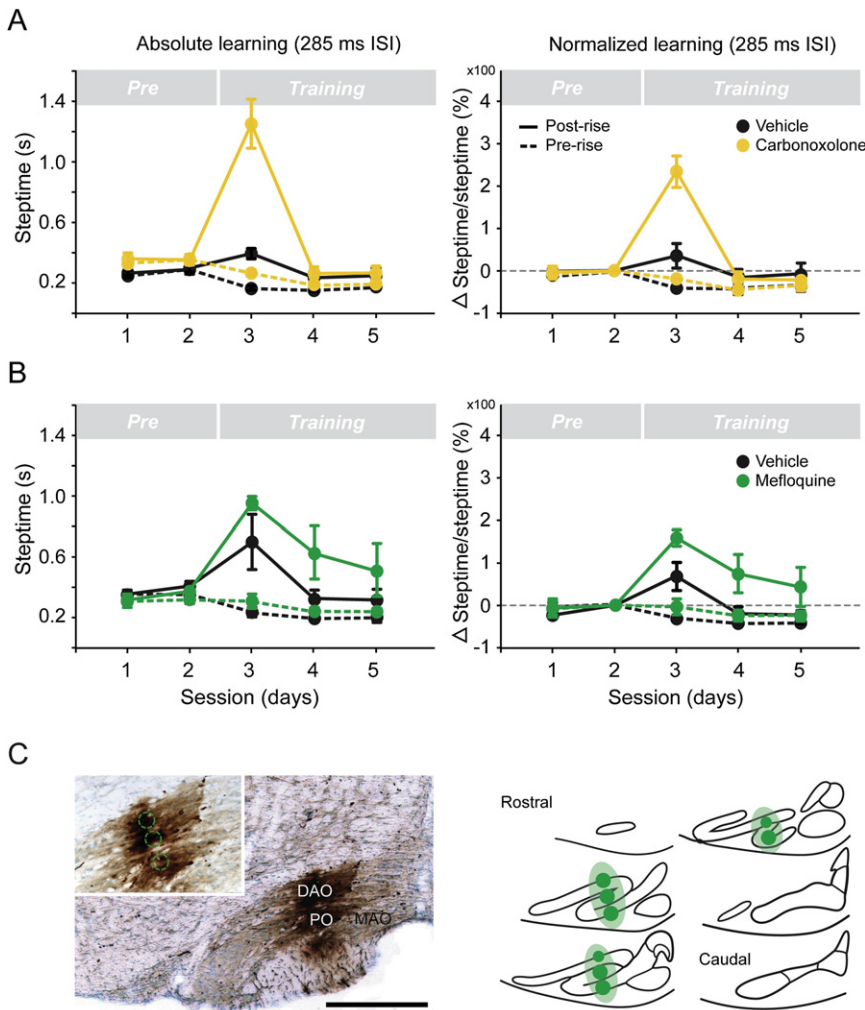 A
Absolute learning (285 ms ISI)
Normalized learning (285 ms ISI)
Pre
Training
Steptime (s)
1.4
1.0
0.6
0.2
1 2 3 4 5
x100
Pre
Training
Δ Steptime/steptime (%)
4
2
1
0
-1
Post-rise
Pre-rise
Vehicle
Carbonoxolone
1 2 3 4 5
B
Pre
Training
Steptime (s)
1.4
1.0
0.6
0.2
1 2 3 4 5
Session (days)
x100
Pre
Training
Δ Steptime/steptime (%)
4
2
1
0
-1
Vehicle
Mefloquine
1 2 3 4 5
Session (days)
C
DAO
PO
MAO
Rostral
Caudal